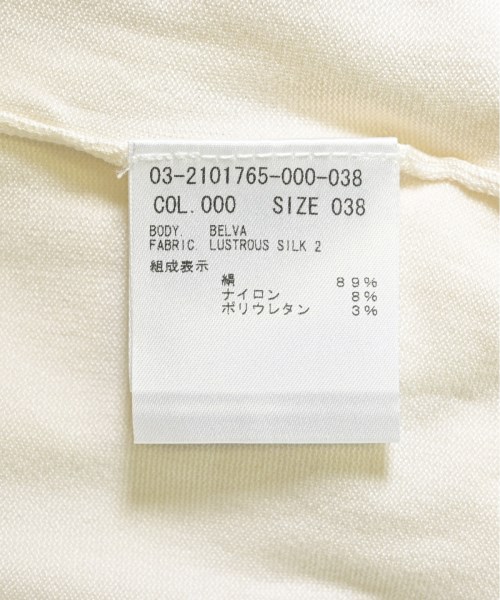 03-2101765-000-038
COL.000 SIZE 038
BODY. BELVA
FABRIC. LUSTROUS SILK 2
組成表示
絹 89%
ナイロン 8%
ポリウレタン 3%